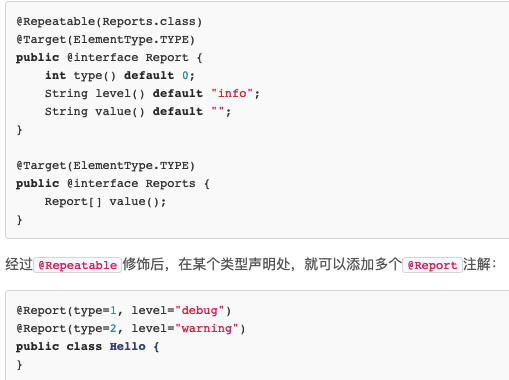 @Repeatable(Reports.class)
@Target(ElementType.TYPE)
public @interface Report {
    int type() default 0;
    String level() default "info";
    String value() default "";
}

@Target(ElementType.TYPE)
public @interface Reports {
    Report[] value();
}
经过@Repeatable修饰后，在某个类型声明处，就可以添加多个@Report注解：
@Report(type=1, level="debug")
@Report(type=2, level="warning")
public class Hello {
}